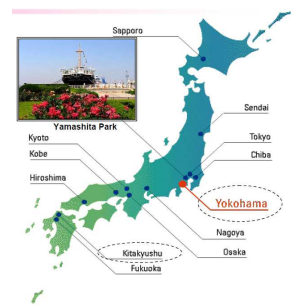 Sapporo
Yamashita Park
Sendai
Kyoto
Tokyo
Kobe
Chiba
Hiroshima
Yokohama
Nagoya
Kitakyushu
Osaka
Fukuoka